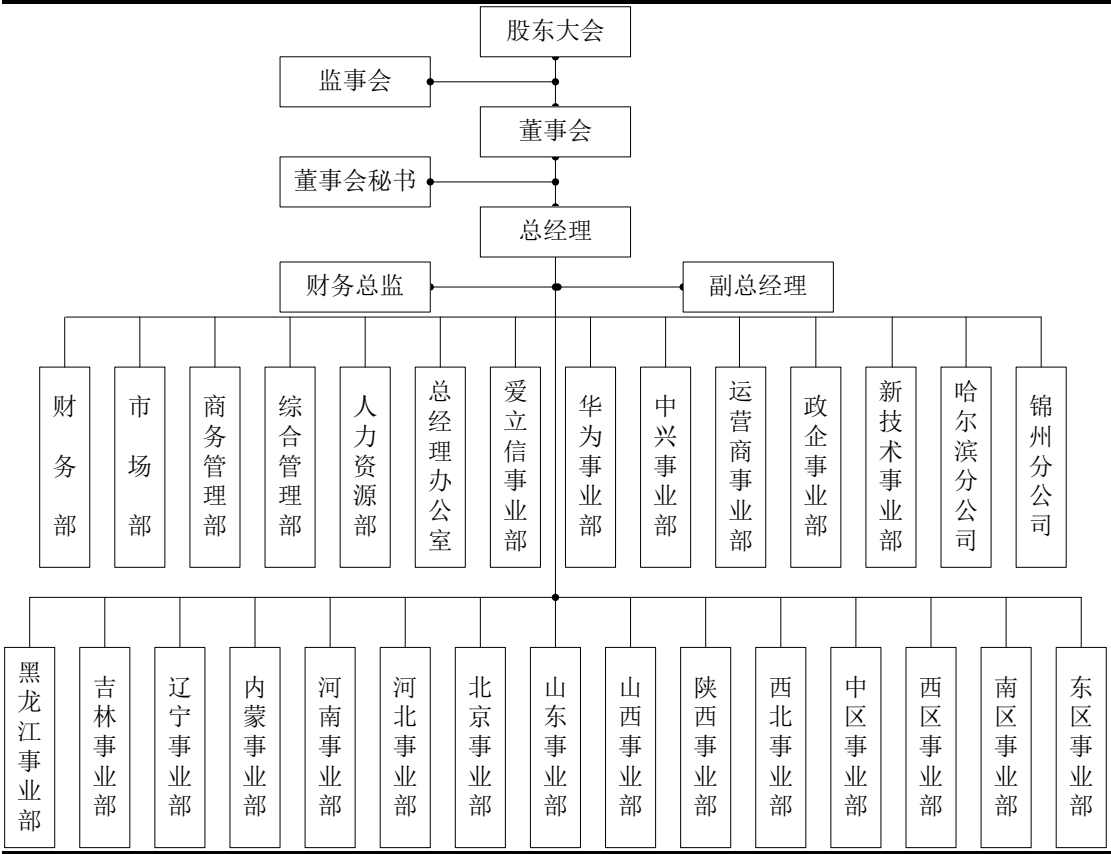 股东大会
监事会
董事会
董事会秘书
总经理
财务总监
副总经理
财务部
市场部
商务管理部
综合管理部
人力资源部
总经理办公室
爱立信事业部
华为事业部
中兴事业部
运营商事业部
政企事业部
新技术事业部
哈尔滨分公司
锦州分公司
黑龙江事业部
吉林事业部
辽宁事业部
内蒙事业部
河南事业部
河北事业部
北京事业部
山东事业部
山西事业部
陕西事业部
西北事业部
中区事业部
西区事业部
南区事业部
东区事业部